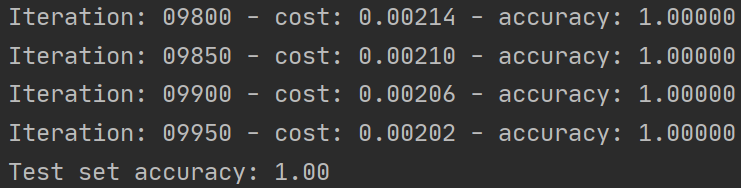 Iteration: 09800 - cost: 0.00214 - accuracy: 1.00000
Iteration: 09850 - cost: 0.00210 - accuracy: 1.00000
Iteration: 09900 - cost: 0.00206 - accuracy: 1.00000
Iteration: 09950 - cost: 0.00202 - accuracy: 1.00000
Test set accuracy: 1.00